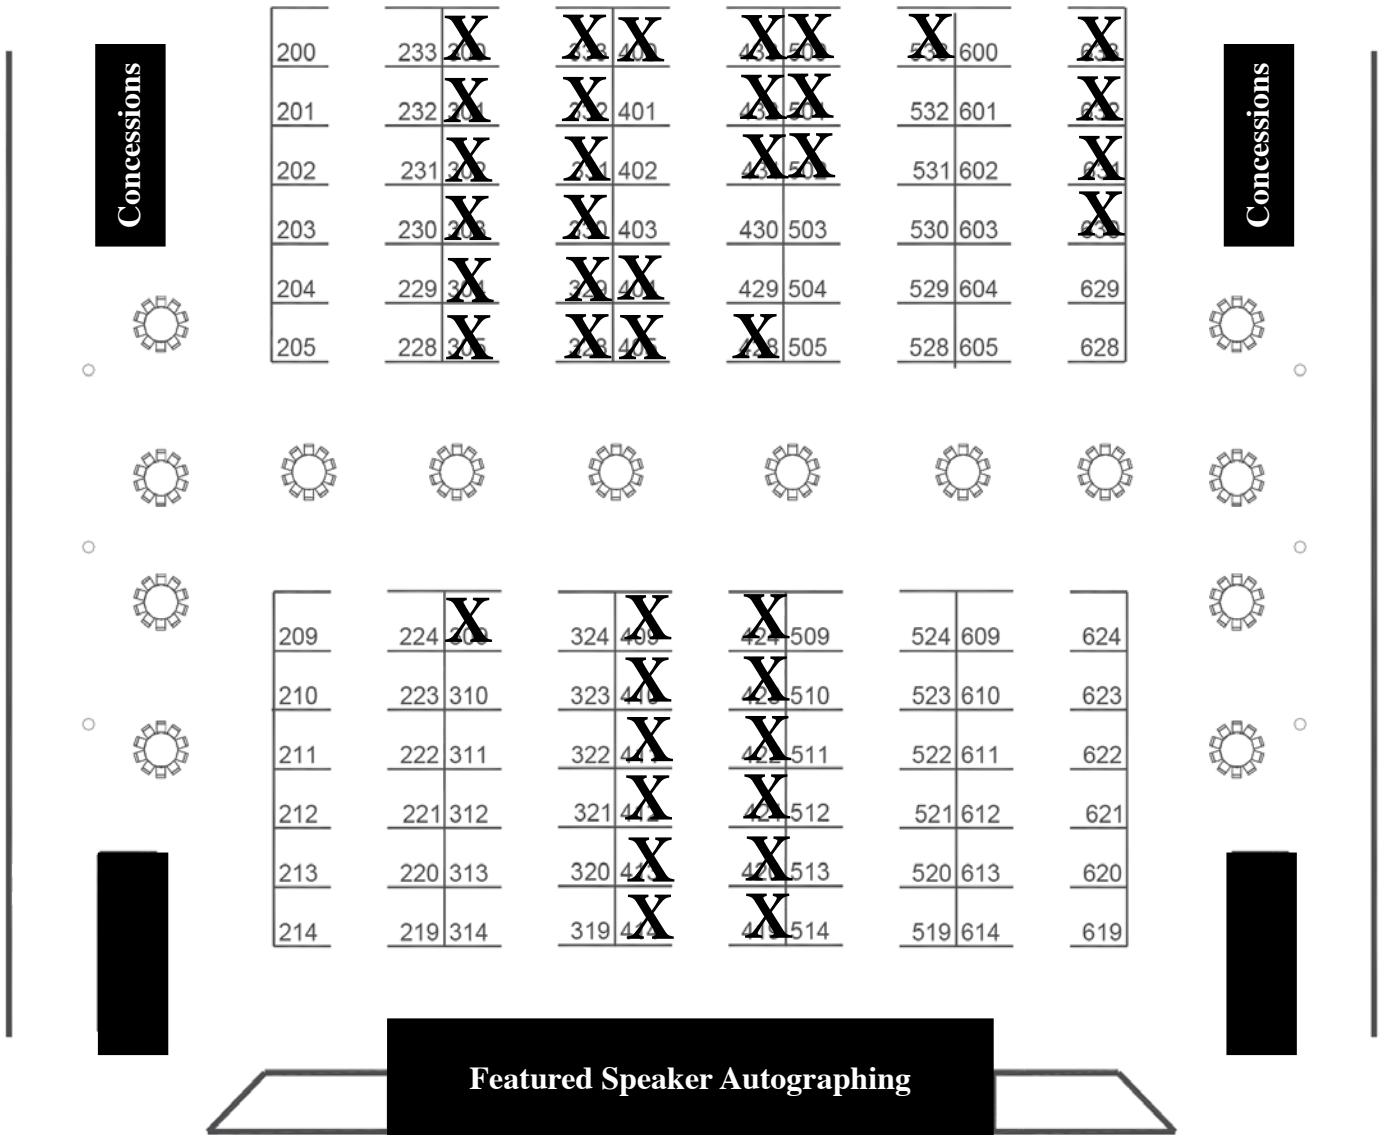 Concessions
Concessions
200 233 X X X X X X 600 X
201 232 X X 401 X X 532 601 X
202 231 X X 402 X X 531 602 X
203 230 X X 403 430 503 530 603 X
204 229 X X X 429 504 529 604 629
205 228 X X X X 505 528 605 628
209 224 X 324 X X 509 524 609 624
210 223 310 323 X X 510 523 610 623
211 222 311 322 X X 511 522 611 622
212 221 312 321 X X 512 521 612 621
213 220 313 320 X X 513 520 613 620
214 219 314 319 X X 514 519 614 619
Featured Speaker Autographing